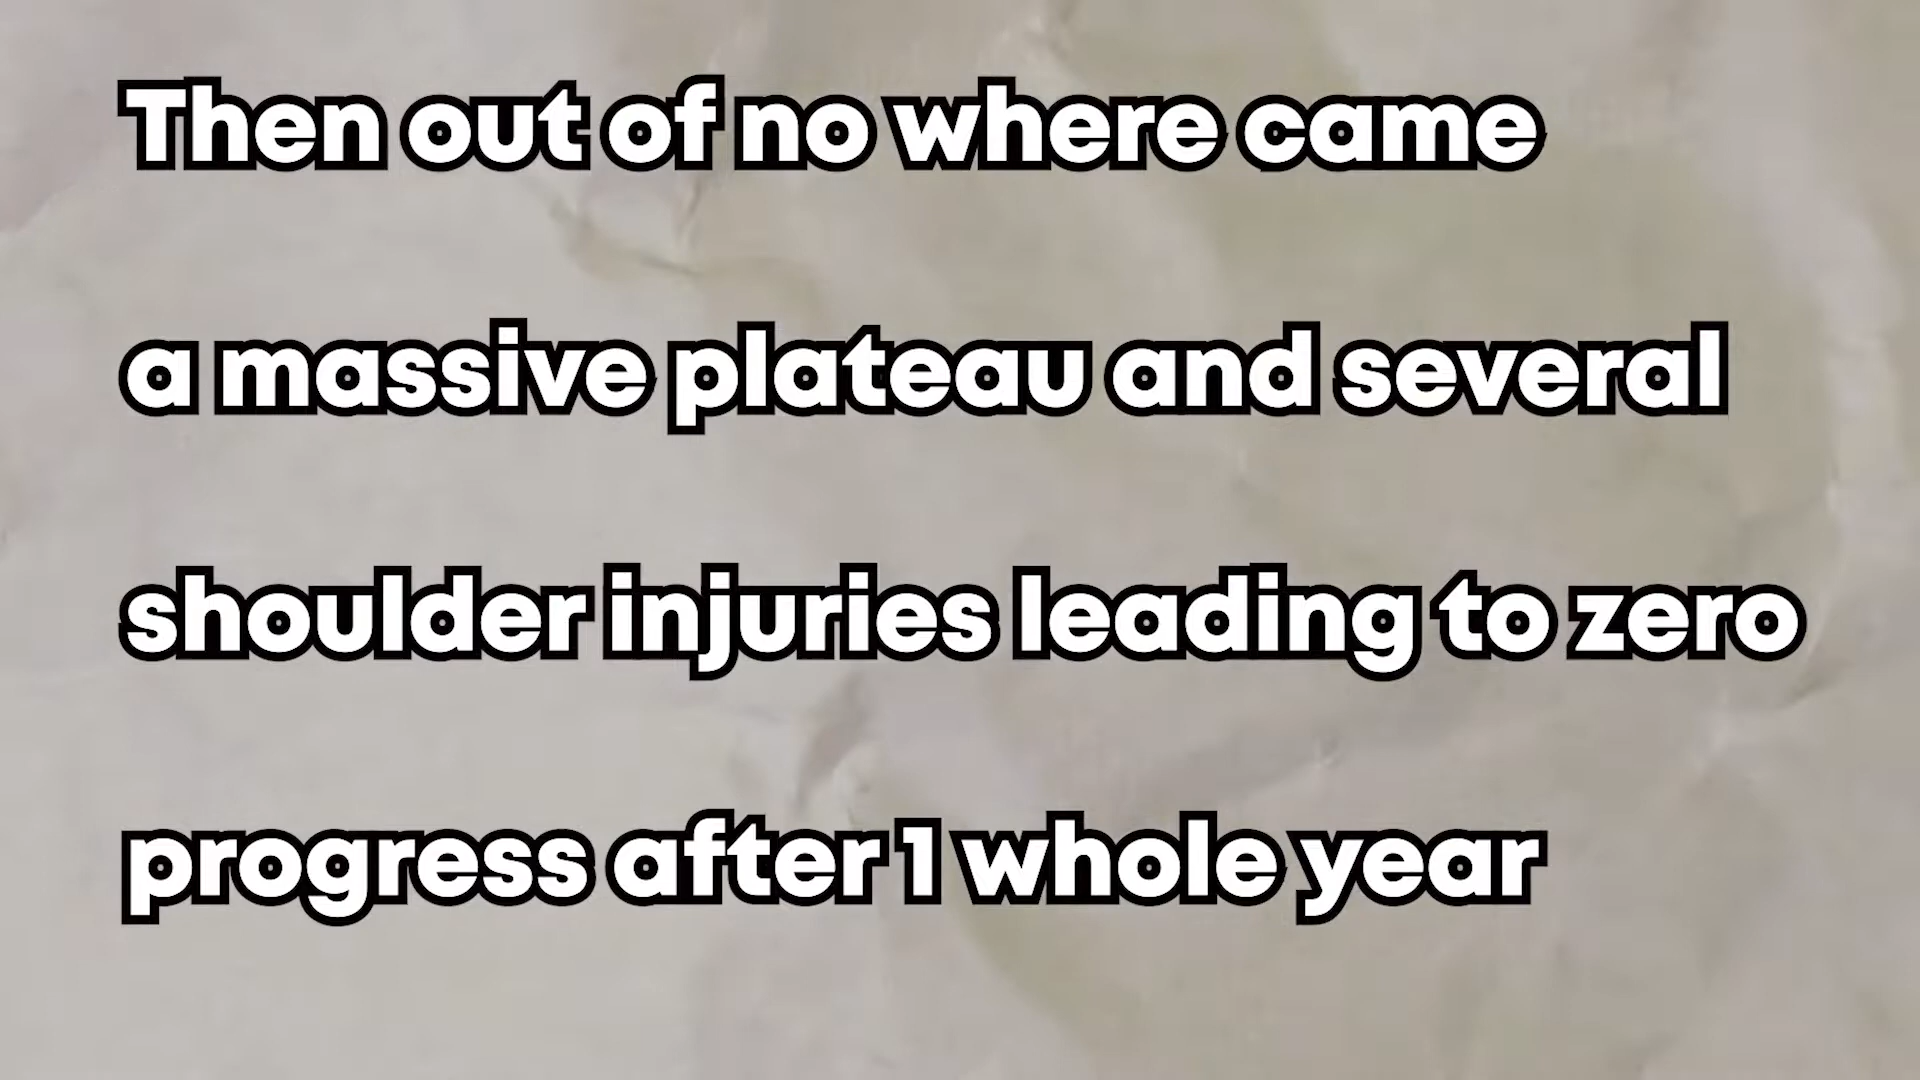 Then out of no where came
a massive plateau and several
shoulder injuries leading to zero
progress after 1 whole year